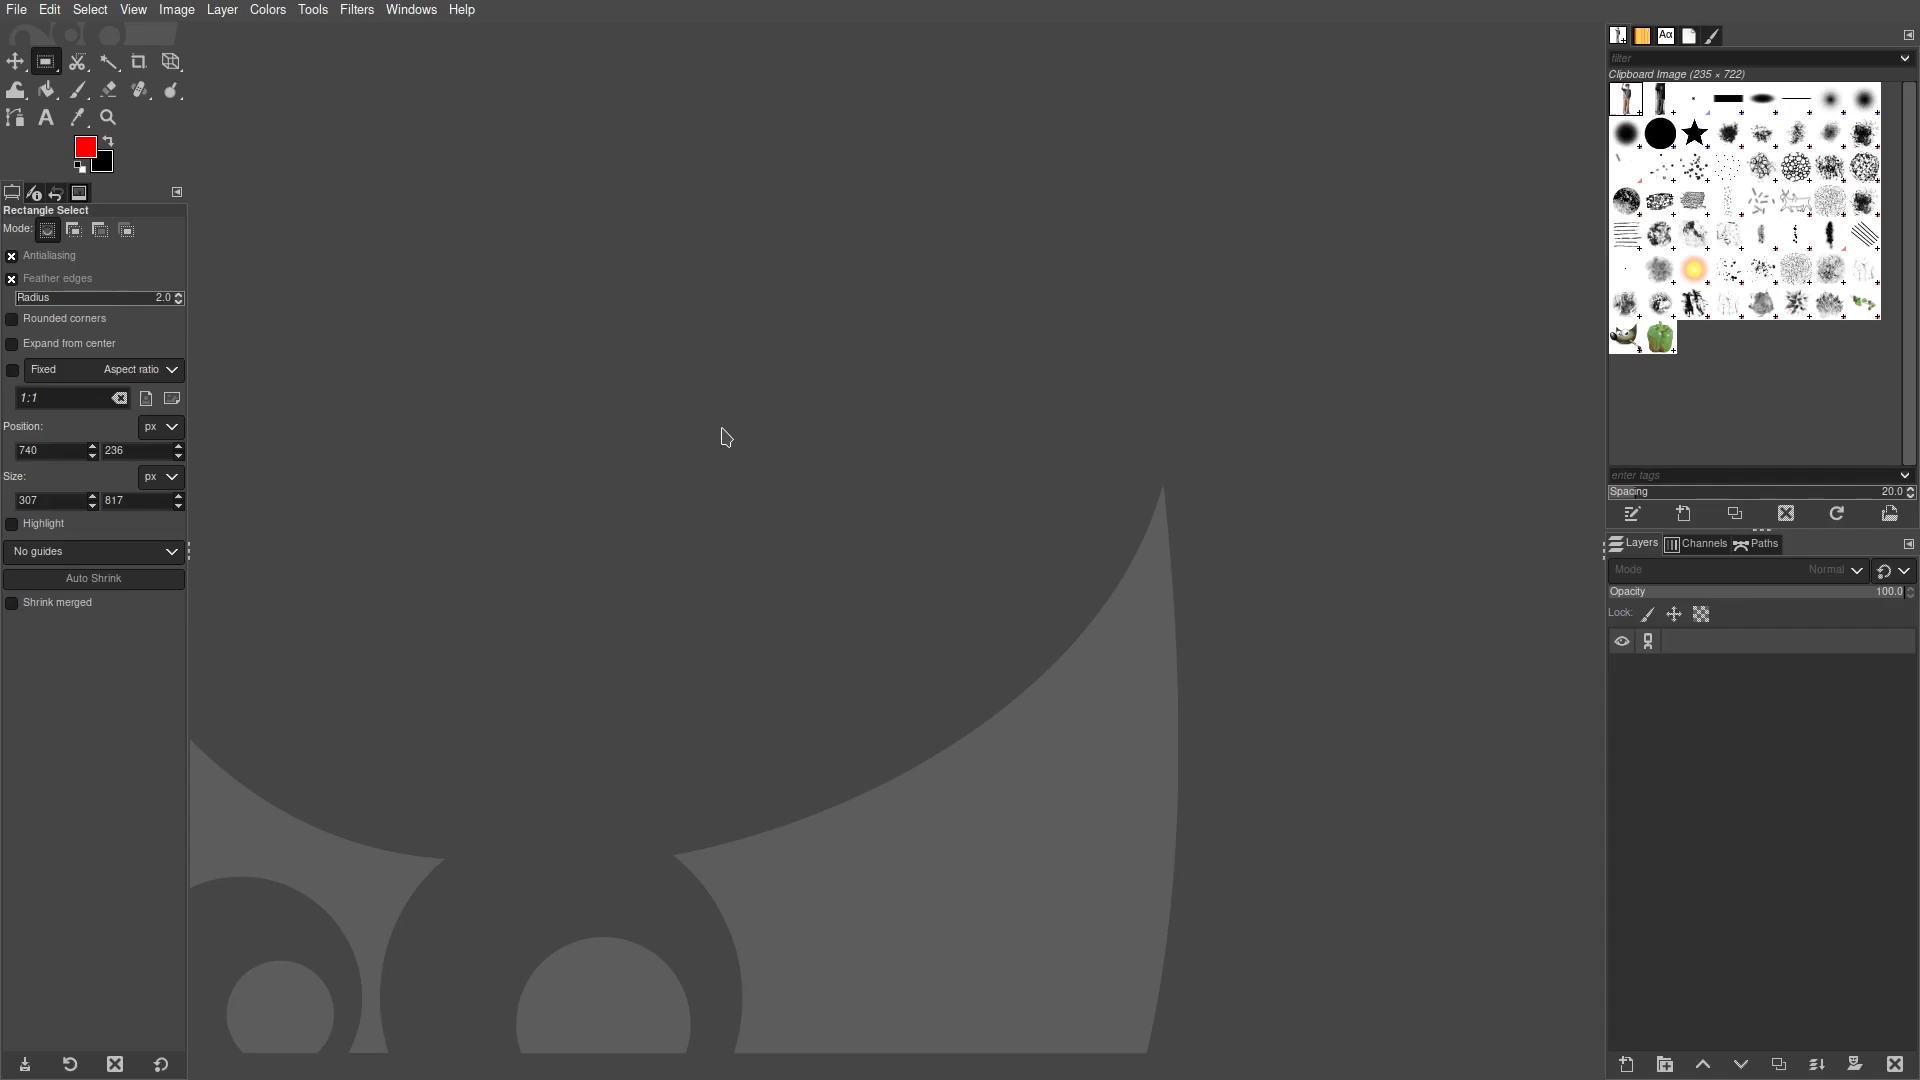 File Edit Select View Image Layer Colors Tools Filters Windows Help
Rectangle Select
Mode:
Antialiasing
Feather edges
Radius 2.0
Rounded corners
Expand from center
Fixed Aspect ratio
1:1
Position: px
740 236
Size: px
307 817
Highlight
No guides
Auto Shrink
Shrink merged
Aα
filter
Clipboard Image (235 × 722)
enter tags
Spacing 20.0
Layers Channels Paths
Mode Normal
Opacity 100.0
Lock: